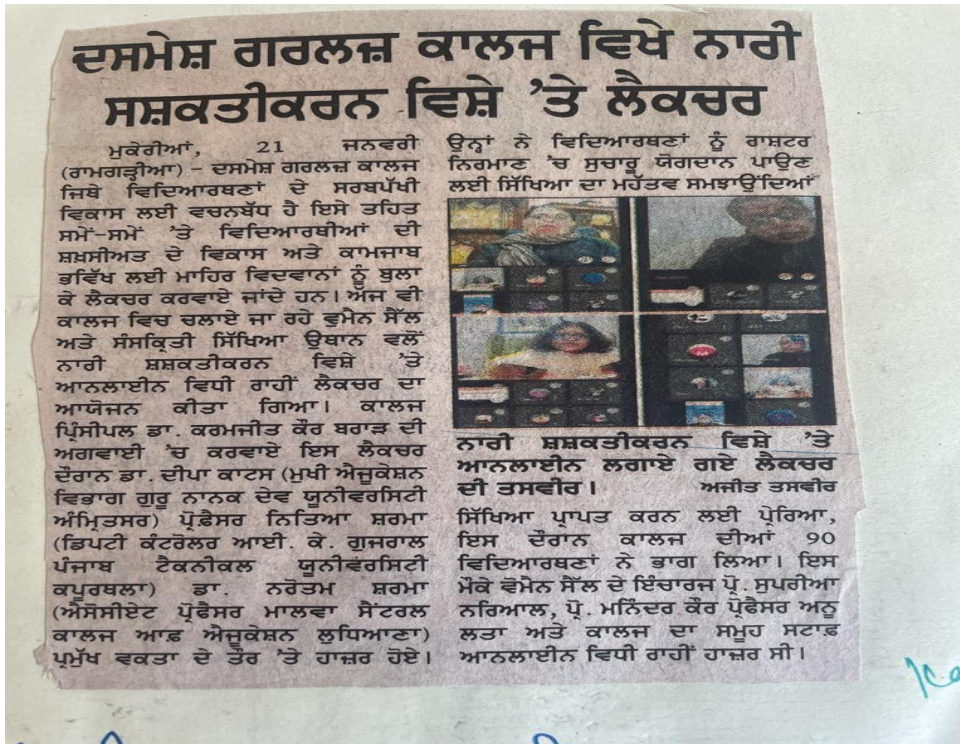 ਦਸਮੇਸ਼ ਗਰਲਜ਼ ਕਾਲਜ ਵਿਖੇ ਨਾਰੀ
ਸਸ਼ਕਤੀਕਰਨ ਵਿਸ਼ੇ 'ਤੇ ਲੈਕਚਰ
ਮੁਕੇਰੀਆਂ, 21 ਜਨਵਰੀ
(ਰਾਮਗੜ੍ਹੀਆ) - ਦਸਮੇਸ਼ ਗਰਲਜ਼ ਕਾਲਜ
ਜਿਥੇ ਵਿਦਿਆਰਥਣਾਂ ਦੇ ਸਰਬਪੱਖੀ
ਵਿਕਾਸ ਲਈ ਵਚਨਬੱਧ ਹੈ ਇਸੇ ਤਹਿਤ
ਸਮੇਂ-ਸਮੇਂ 'ਤੇ ਵਿਦਿਆਰਥੀਆਂ ਦੀ
ਸ਼ਖ਼ਸੀਅਤ ਦੇ ਵਿਕਾਸ ਅਤੇ ਕਾਮਜਾਬ
ਭਵਿੱਖ ਲਈ ਮਾਹਿਰ ਵਿਦਵਾਨਾਂ ਨੂੰ ਬੁਲਾ
ਕੇ ਲੈਕਚਰ ਕਰਵਾਏ ਜਾਂਦੇ ਹਨ। ਅੱਜ ਵੀ
ਕਾਲਜ ਵਿਚ ਚਲਾਏ ਜਾ ਰਹੇ ਵੂਮੈਨ ਸੈੱਲ
ਅਤੇ ਸੰਸਕ੍ਰਿਤੀ ਸਿੱਖਿਆ ਉਥਾਨ ਵਲੋਂ
ਨਾਰੀ ਸ਼ਸ਼ਕਤੀਕਰਨ ਵਿਸ਼ੇ 'ਤੇ
ਆਨਲਾਈਨ ਵਿਧੀ ਰਾਹੀਂ ਲੈਕਚਰ ਦਾ
ਆਯੋਜਨ ਕੀਤਾ ਗਿਆ। ਕਾਲਜ
ਪ੍ਰਿੰਸੀਪਲ ਡਾ. ਕਰਮਜੀਤ ਕੌਰ ਬਰਾੜ ਦੀ
ਅਗਵਾਈ 'ਚ ਕਰਵਾਏ ਇਸ ਲੈਕਚਰ
ਦੌਰਾਨ ਡਾ. ਦੀਪਾ ਕਾਟਸ (ਮੁਖੀ ਐਜੂਕੇਸ਼ਨ
ਵਿਭਾਗ ਗੁਰੂ ਨਾਨਕ ਦੇਵ ਯੂਨੀਵਰਸਿਟੀ
ਅੰਮ੍ਰਿਤਸਰ) ਪ੍ਰੋਫ਼ੈਸਰ ਨਿਤਿਆ ਸ਼ਰਮਾ
(ਡਿਪਟੀ ਕੰਟਰੋਲਰ ਆਈ. ਕੇ. ਗੁਜਰਾਲ
ਪੰਜਾਬ ਟੈਕਨੀਕਲ ਯੂਨੀਵਰਸਿਟੀ
ਕਪੂਰਥਲਾ) ਡਾ. ਨਰੋਤਮ ਸ਼ਰਮਾ
(ਐਸੋਸੀਏਟ ਪ੍ਰੋਫੈਸਰ ਮਾਲਵਾ ਸੈਂਟਰਲ
ਕਾਲਜ ਆਫ਼ ਐਜੂਕੇਸ਼ਨ ਲੁਧਿਆਣਾ)
ਪ੍ਰਮੁੱਖ ਵਕਤਾ ਦੇ ਤੌਰ 'ਤੇ ਹਾਜ਼ਰ ਹੋਏ।
ਉਨ੍ਹਾਂ ਨੇ ਵਿਦਿਆਰਥਣਾਂ ਨੂੰ ਰਾਸ਼ਟਰ
ਨਿਰਮਾਣ 'ਚ ਸੁਚਾਰੂ ਯੋਗਦਾਨ ਪਾਉਣ
ਲਈ ਸਿੱਖਿਆ ਦਾ ਮਹੱਤਵ ਸਮਝਾਉਂਦਿਆਂ
ਨਾਰੀ ਸ਼ਸ਼ਕਤੀਕਰਨ ਵਿਸ਼ੇ 'ਤੇ
ਆਨਲਾਈਨ ਲਗਾਏ ਗਏ ਲੈਕਚਰ
ਦੀ ਤਸਵੀਰ। ਅਜੀਤ ਤਸਵੀਰ
ਸਿੱਖਿਆ ਪ੍ਰਾਪਤ ਕਰਨ ਲਈ ਪ੍ਰੇਰਿਆ,
ਇਸ ਦੌਰਾਨ ਕਾਲਜ ਦੀਆਂ 90
ਵਿਦਿਆਰਥਣਾਂ ਨੇ ਭਾਗ ਲਿਆ। ਇਸ
ਮੌਕੇ ਵੋਮੈਨ ਸੈੱਲ ਦੇ ਇੰਚਾਰਜ ਪ੍ਰੋ. ਸੁਪਰੀਆ
ਨਰਿਆਲ, ਪ੍ਰੋ. ਮਨਿੰਦਰ ਕੌਰ ਪ੍ਰੋਫੈਸਰ ਅਨੂ
ਲਤਾ ਅਤੇ ਕਾਲਜ ਦਾ ਸਮੂਹ ਸਟਾਫ਼
ਆਨਲਾਈਨ ਵਿਧੀ ਰਾਹੀਂ ਹਾਜ਼ਰ ਸੀ।